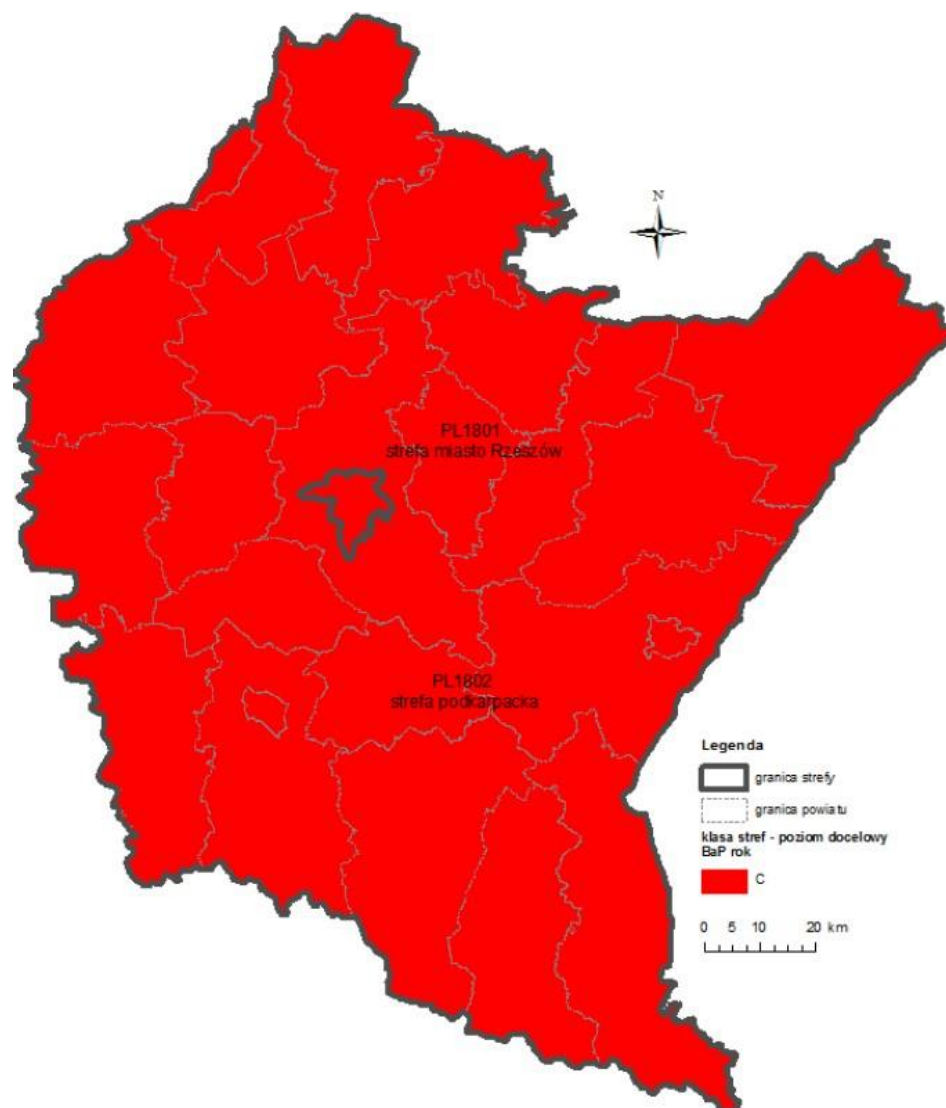 N
PL1801
strefa miasto Rzeszów
PL1802
strefa podkarpacka
Legenda
granica strefy
granica powiatu
klasa stref - poziom docelowy
BaP rok
C
0 5 10 20 km